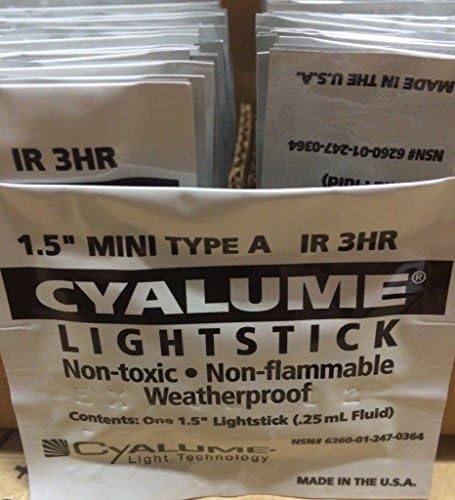 IR 3HR
MADE IN THE U.S.A.
NSN# 6260-01-247-0364
Fluid)
1.5" MINI TYPE A IR 3HR
CYALUME®
LIGHTSTICK
Non-toxic • Non-flammable
Weatherproof
Contents: One 1.5" Lightstick (.25 mL Fluid)
NSN# 6260-01-247-0364
CYALUME
Light Technology
MADE IN THE U.S.A.